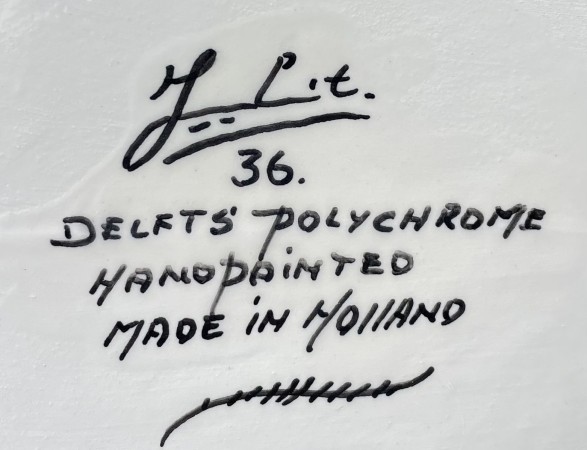 36.
DELFTS' POLYCHROME
HANDPAINTED
MADE IN HOLLAND